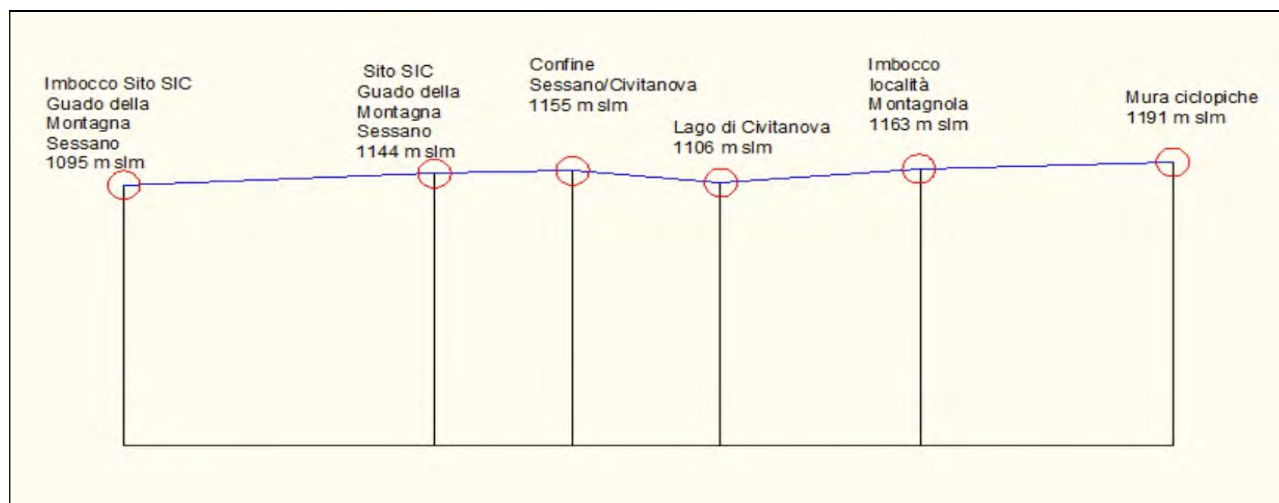 Imbocco Sito SIC
Guado della
Montagna
Sessano
1095 m slm
Sito SIC
Guado della
Montagna
Sessano
1144 m slm
Confine
Sessano/Civitanova
1155 m slm
Lago di Civitanova
1106 m slm
Imbocco
località
Montagnola
1163 m slm
Mura ciclopiche
1191 m slm